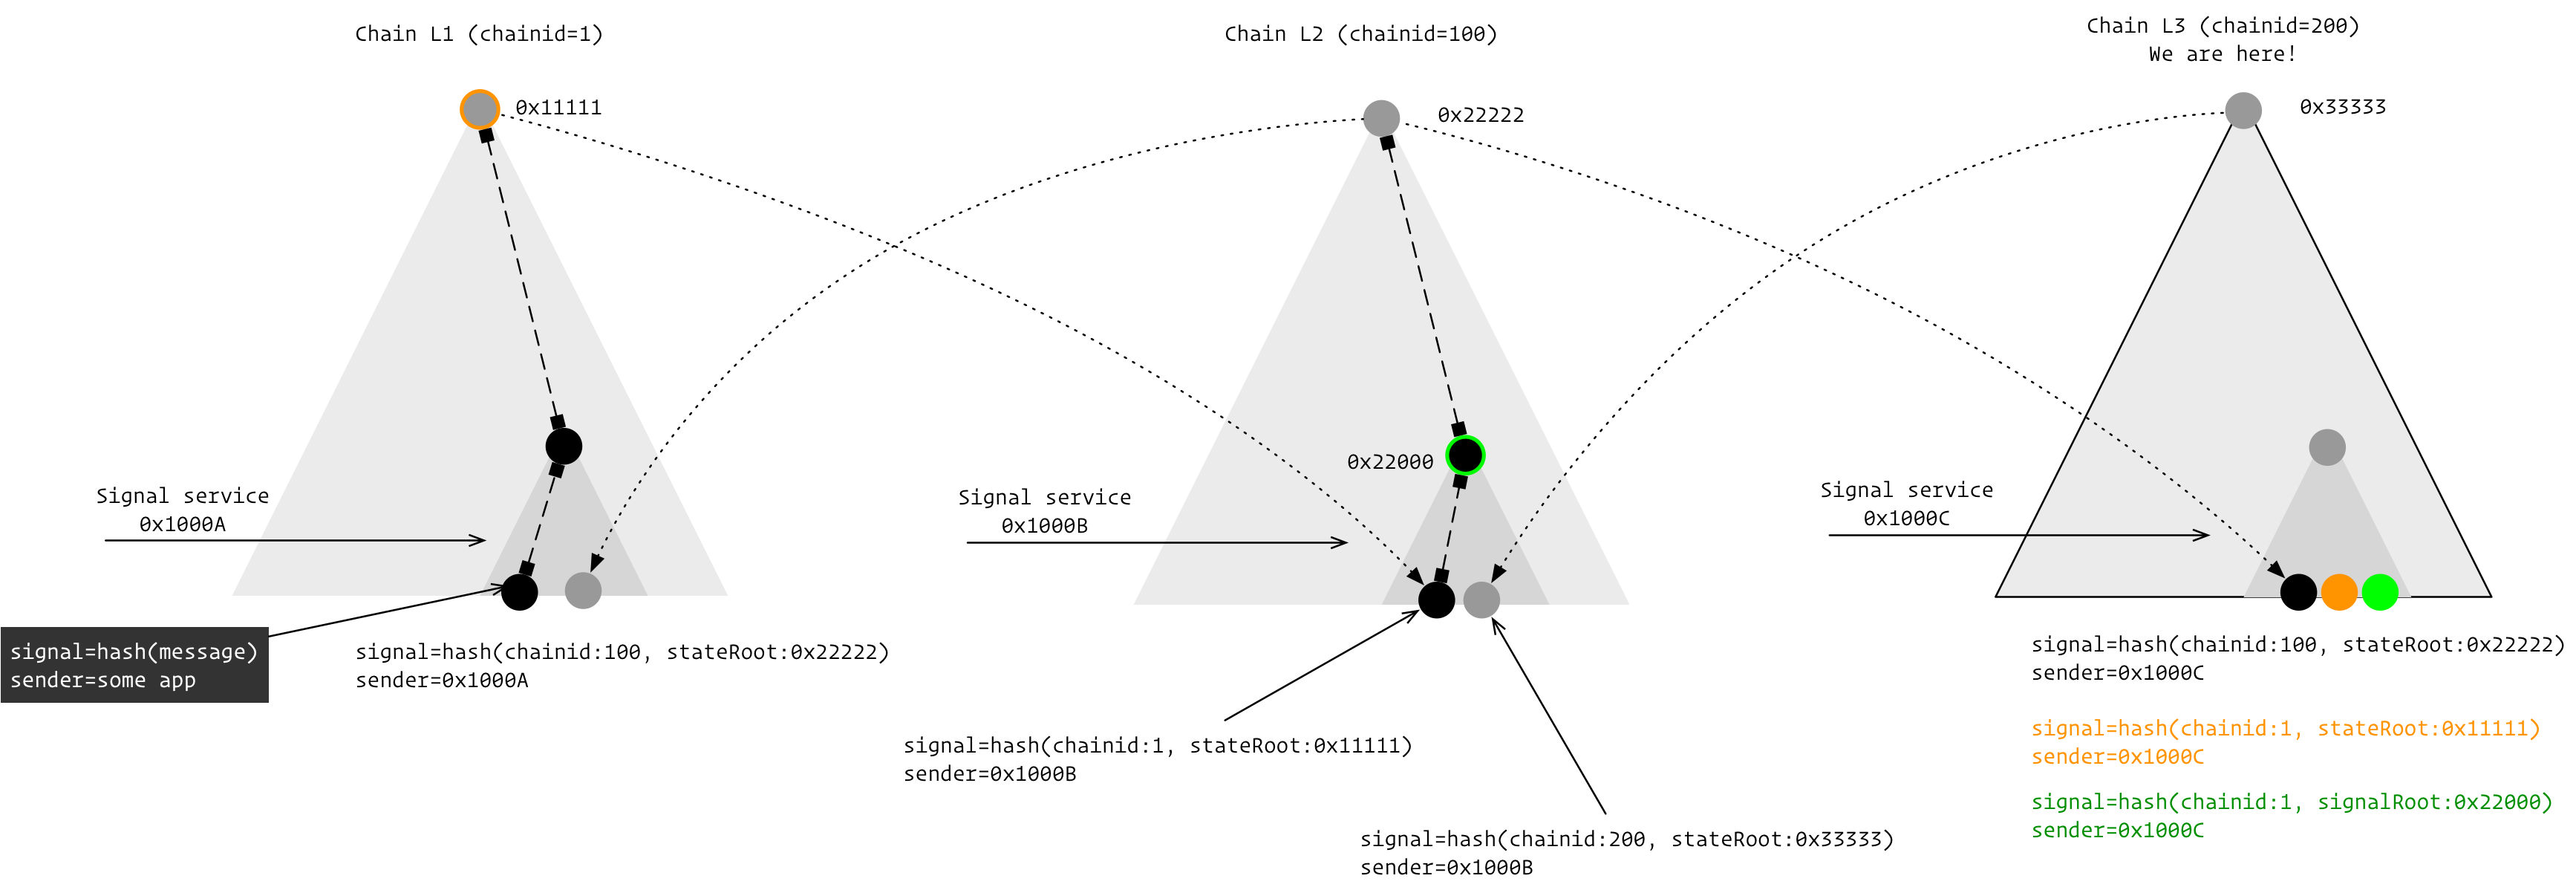 Chain L1 (chainid=1)
0x11111
Signal service
0x1000A
signal=hash(message)
sender=some app
signal=hash(chainid:100, stateRoot:0x22222)
sender=0x1000A
Chain L2 (chainid=100)
0x22222
0x22000
Signal service
0x1000B
signal=hash(chainid:1, stateRoot:0x11111)
sender=0x1000B
signal=hash(chainid:200, stateRoot:0x33333)
sender=0x1000B
Chain L3 (chainid=200)
We are here!
0x33333
Signal service
0x1000C
signal=hash(chainid:100, stateRoot:0x22222)
sender=0x1000C
signal=hash(chainid:1, stateRoot:0x11111)
sender=0x1000C
signal=hash(chainid:1, signalRoot:0x22000)
sender=0x1000C